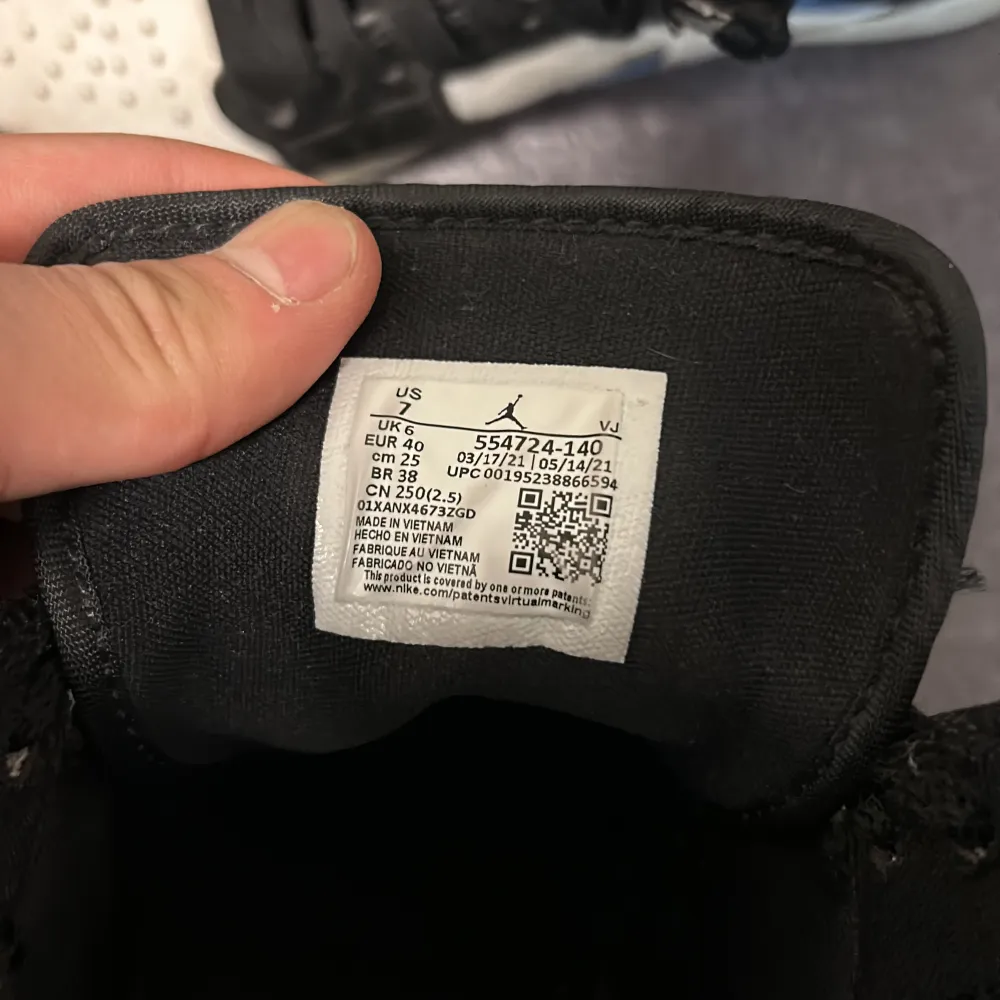 US
7
VJ
UK 6
554724-140
EUR 40
03/17/21 | 05/14/21
cm 25
UPC 00195238866594
BR 38
CN 250(2.5)
01XANX4673ZGD
MADE IN VIETNAM
HECHO EN VIETNAM
FABRIQUE AU VIETNAM
FABRICADO NO VIETNÃ
This product is covered by one or more patents:
www.nike.com/patentsvirtualmarking